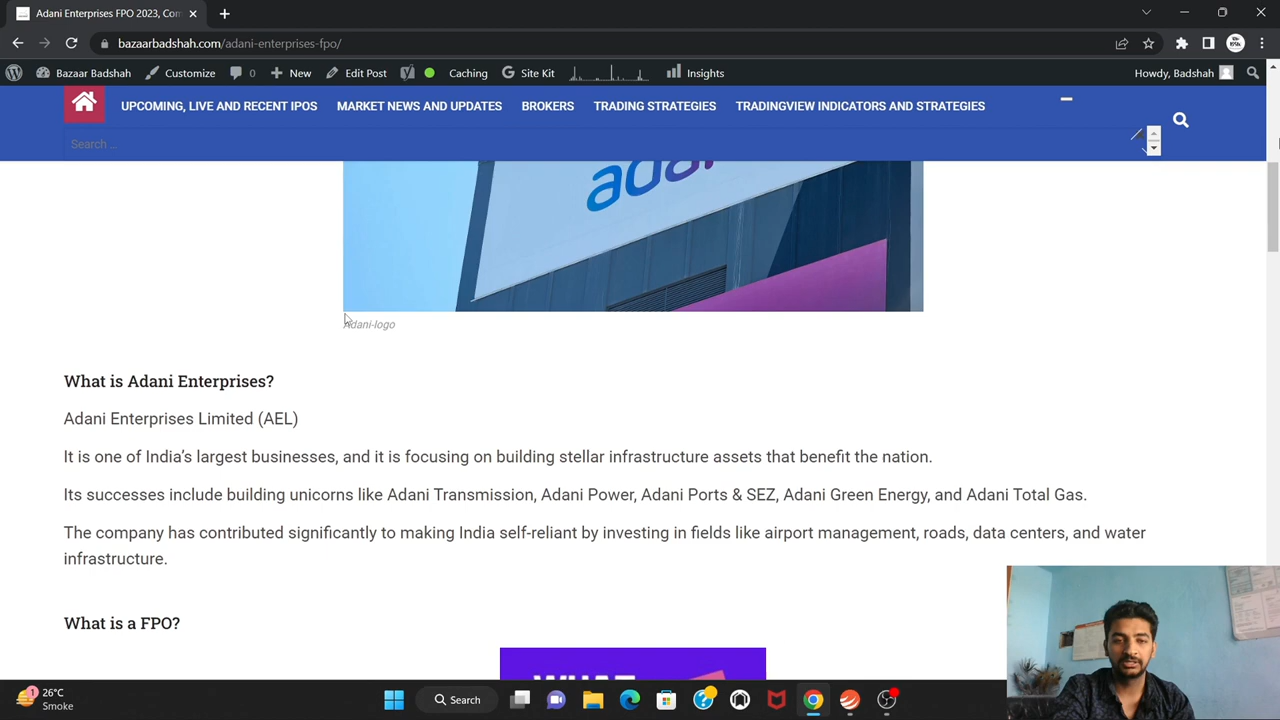 Adani Enterprises FPO 2023, Com
bazaarbadshah.com/adani-enterprises-fpo/
Bazaar Badshah Customize 0 New Edit Post Caching Site Kit Insights Howdy, Badshah
UPCOMING, LIVE AND RECENT IPOS MARKET NEWS AND UPDATES BROKERS TRADING STRATEGIES TRADINGVIEW INDICATORS AND STRATEGIES
Search ...
adan
Adani-logo
What is Adani Enterprises?
Adani Enterprises Limited (AEL)
It is one of India's largest businesses, and it is focusing on building stellar infrastructure assets that benefit the nation.
Its successes include building unicorns like Adani Transmission, Adani Power, Adani Ports & SEZ, Adani Green Energy, and Adani Total Gas.
The company has contributed significantly to making India self-reliant by investing in fields like airport management, roads, data centers, and water
infrastructure.
What is a FPO?
WHAT
1 26°C
Smoke
Search